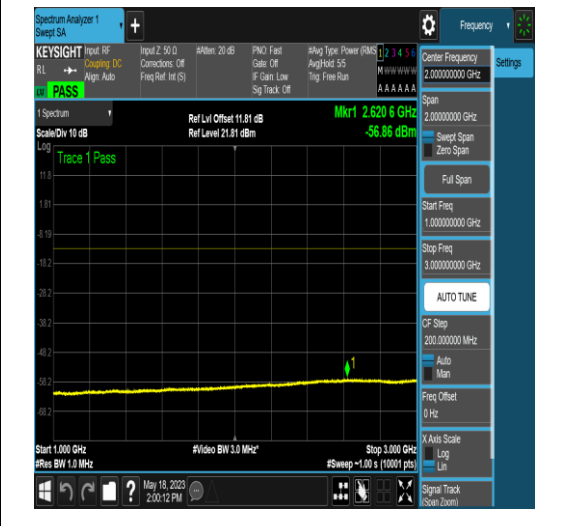 Spectrum Analyzer 1
Swept SA
Frequency
KEYSIGHT
RL
Input: RF
Coupling: DC
Align: Auto
Input Z: 50 Ω
Corrections: Off
Freq Ref: Int (S)
#Atten: 20 dB
PNO: Fast
Gate: Off
IF Gain: Low
Sig Track: Off
#Avg Type: Power (RMS)
Avg|Hold: 5/5
Trig: Free Run
1 2 3 4 5 6
M w w w w w
A A A A A A
PASS
1 Spectrum
Scale/Div 10 dB
Ref Lvl Offset 11.81 dB
Ref Level 21.81 dBm
Mkr1 2.620 6 GHz
-56.86 dBm
Log
Trace 1 Pass
11.8
1.81
-8.19
-18.2
-28.2
-38.2
-48.2
-58.2
-68.2
1
Start 1.000 GHz
#Res BW 1.0 MHz
#Video BW 3.0 MHz*
Stop 3.000 GHz
#Sweep ~1.00 s (10001 pts)
May 18, 2023
2:00:12 PM
Settings
Center Frequency
2.000000000 GHz
Span
2.00000000 GHz
Swept Span
Zero Span
Full Span
Start Freq
1.000000000 GHz
Stop Freq
3.000000000 GHz
AUTO TUNE
CF Step
200.000000 MHz
Auto
Man
Freq Offset
0 Hz
X Axis Scale
Log
Lin
Signal Track
(Span Zoom)